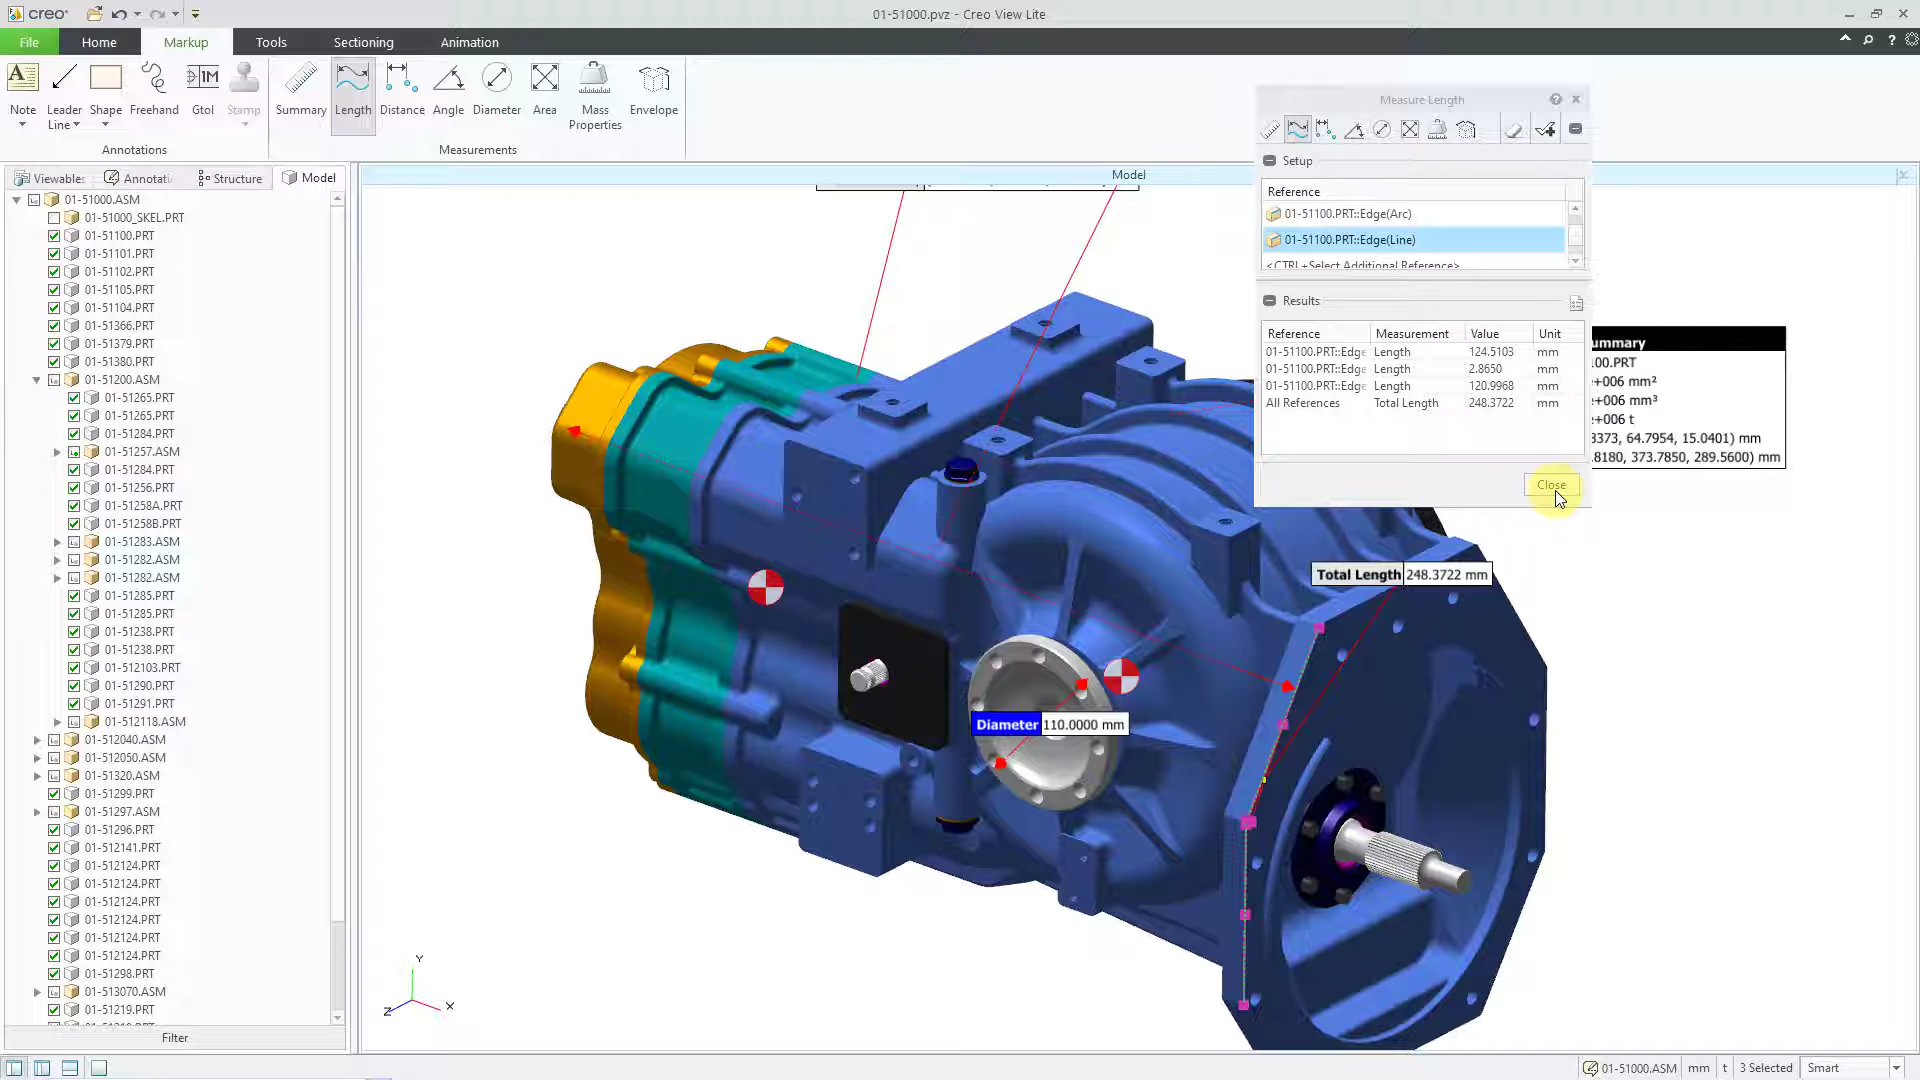 creo
01-51000.pvz - Creo View Lite
File
Home
Markup
Tools
Sectioning
Animation
Note
Leader Line
Shape
Freehand
Gtol
Stamp
Annotations
Summary
Length
Distance
Angle
Diameter
Area
Mass Properties
Envelope
Measurements
Viewables
Annotati
Structure
Model
01-51000.ASM
01-51000_SKEL.PRT
01-51100.PRT
01-51101.PRT
01-51102.PRT
01-51105.PRT
01-51104.PRT
01-51366.PRT
01-51379.PRT
01-51380.PRT
01-51200.ASM
01-51265.PRT
01-51265.PRT
01-51284.PRT
01-51257.ASM
01-51284.PRT
01-51256.PRT
01-51258A.PRT
01-51258B.PRT
01-51283.ASM
01-51282.ASM
01-51282.ASM
01-51285.PRT
01-51285.PRT
01-51238.PRT
01-51238.PRT
01-512103.PRT
01-51290.PRT
01-51291.PRT
01-512118.ASM
01-512040.ASM
01-512050.ASM
01-51320.ASM
01-51299.PRT
01-51297.ASM
01-51296.PRT
01-512141.PRT
01-512124.PRT
01-512124.PRT
01-512124.PRT
01-512124.PRT
01-512124.PRT
01-512124.PRT
01-51298.PRT
01-513070.ASM
01-51219.PRT
Filter
Model
Measure Length
Setup
Reference
01-51100.PRT::Edge(Arc)
01-51100.PRT::Edge(Line)
<CTRL+Select Additional Reference>
Results
Reference Measurement Value Unit
01-51100.PRT::Edge Length 124.5103 mm
01-51100.PRT::Edge Length 2.8650 mm
01-51100.PRT::Edge Length 120.9968 mm
All References Total Length 248.3722 mm
Close
ummary
100.PRT
e+006 mm²
e+006 mm³
e+006 t
3373, 64.7954, 15.0401) mm
.8180, 373.7850, 289.5600) mm
Total Length 248.3722 mm
Diameter 110.0000 mm
Y
X
Z
01-51000.ASM
mm
t
3 Selected
Smart